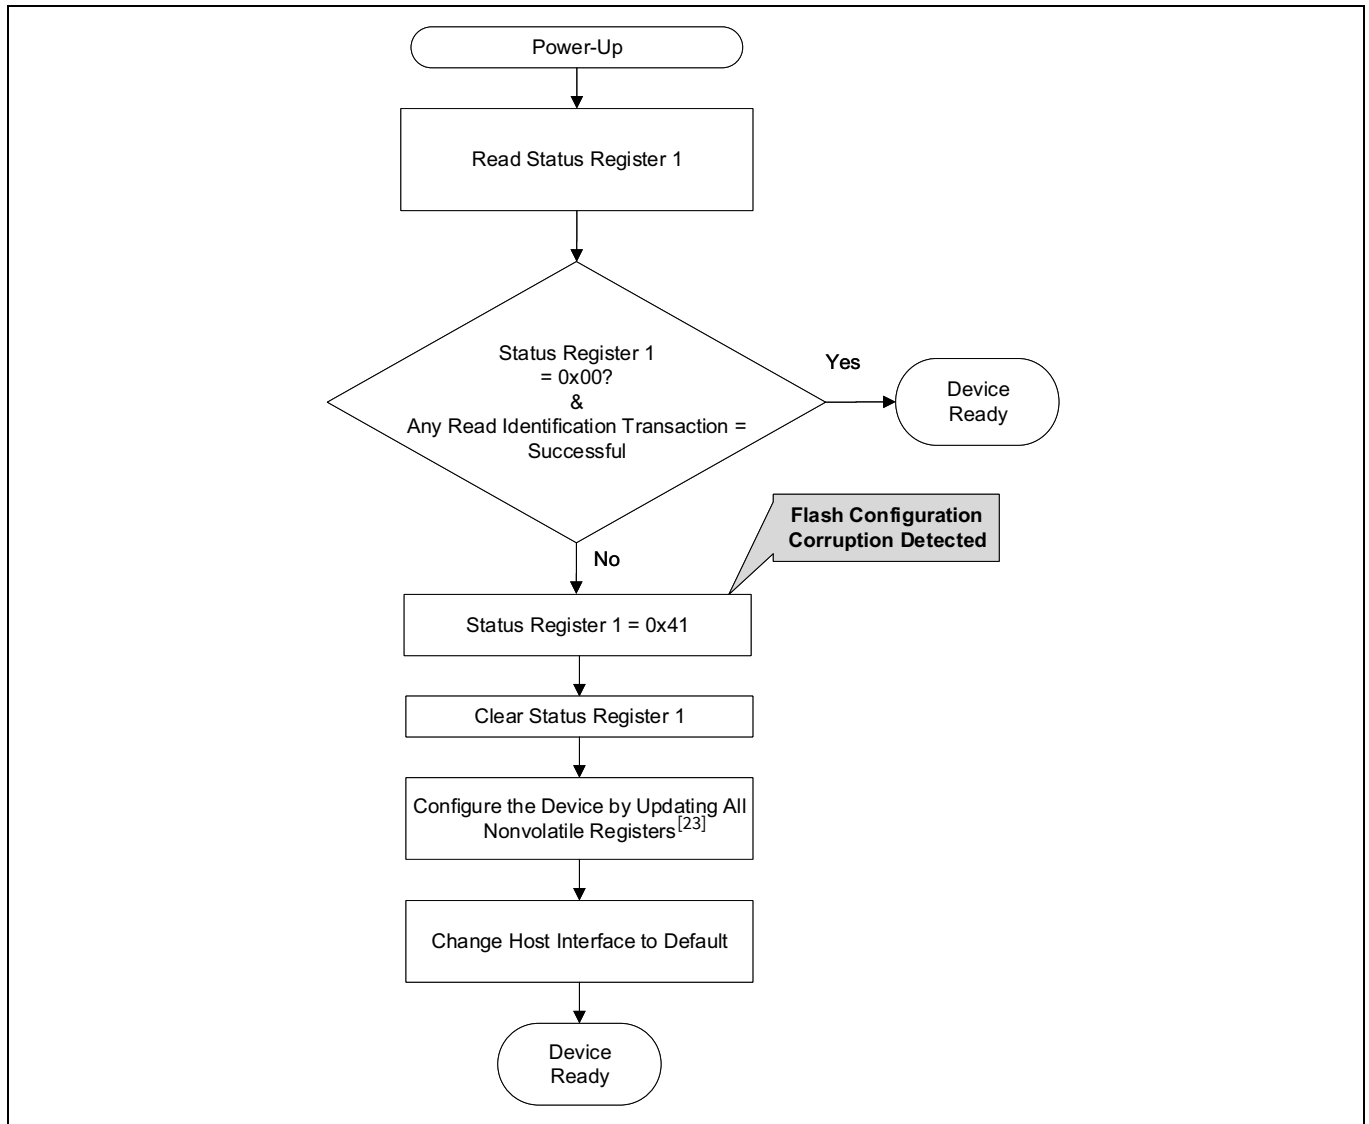 Power-Up
Read Status Register 1
Status Register 1
= 0x00?
&
Any Read Identification Transaction =
Successful
Yes
Device
Ready
Flash Configuration
Corruption Detected
No
Status Register 1 = 0x41
Clear Status Register 1
Configure the Device by Updating All
Nonvolatile Registers[23]
Change Host Interface to Default
Device
Ready